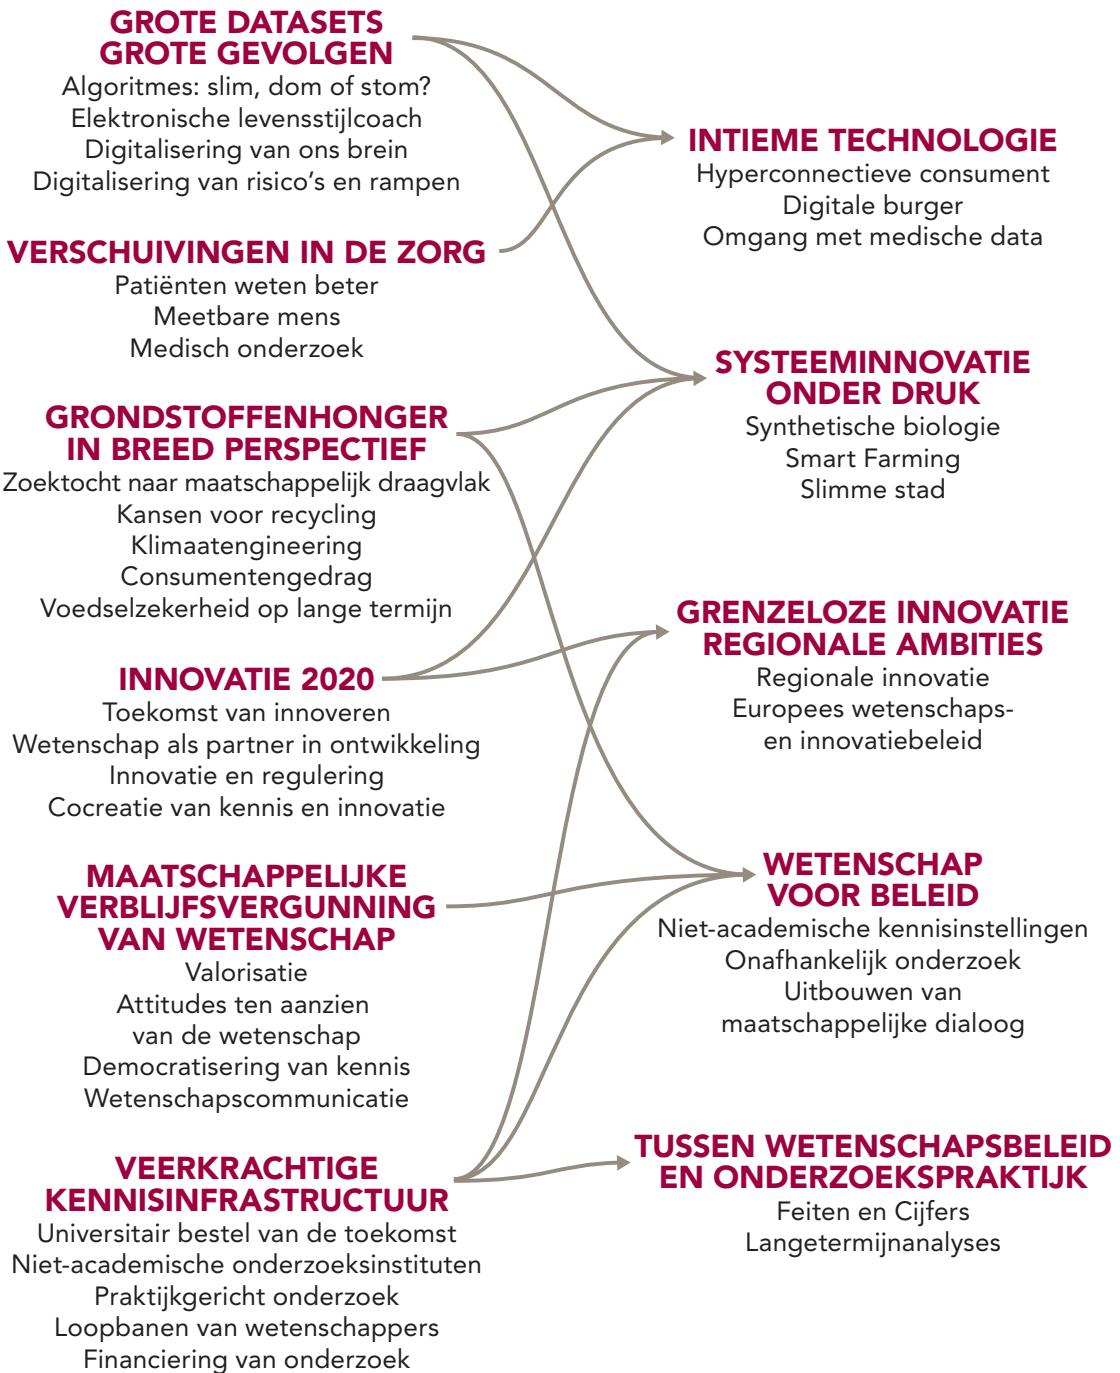 GROTE DATASETS
GROTE GEVOLGEN
Algoritmes: slim, dom of stom?
Elektronische levensstijlcoach
Digitalisering van ons brein
Digitalisering van risico’s en rampen
VERSCHUIVINGEN IN DE ZORG
Patiënten weten beter
Meetbare mens
Medisch onderzoek
GRONDSTOFFENHONGER
IN BREED PERSPECTIEF
Zoektocht naar maatschappelijk draagvlak
Kansen voor recycling
Klimaatengineering
Consumentengedrag
Voedselzekerheid op lange termijn
INNOVATIE 2020
Toekomst van innoveren
Wetenschap als partner in ontwikkeling
Innovatie en regulering
Cocreatie van kennis en innovatie
MAATSCHAPPELIJKE
VERBLIJFSVERGUNNING
VAN WETENSCHAP
Valorisatie
Attitudes ten aanzien
van de wetenschap
Democratisering van kennis
Wetenschapscommunicatie
VEERKRACHTIGE
KENNISINFRASTRUCTUUR
Universitair bestel van de toekomst
Niet-academische onderzoeksinstituten
Praktijkgericht onderzoek
Loopbanen van wetenschappers
Financiering van onderzoek
INTIEME TECHNOLOGIE
Hyperconnectieve consument
Digitale burger
Omgang met medische data
SYSTEEMINNOVATIE
ONDER DRUK
Synthetische biologie
Smart Farming
Slimme stad
GRENZELOZE INNOVATIE
REGIONALE AMBITIES
Regionale innovatie
Europees wetenschaps-
en innovatiebeleid
WETENSCHAP
VOOR BELEID
Niet-academische kennisinstellingen
Onafhankelijk onderzoek
Uitbouwen van
maatschappelijke dialoog
TUSSEN WETENSCHAPSBELEID
EN ONDERZOEKSPRAKTIJK
Feiten en Cijfers
Langetermijnanalyses